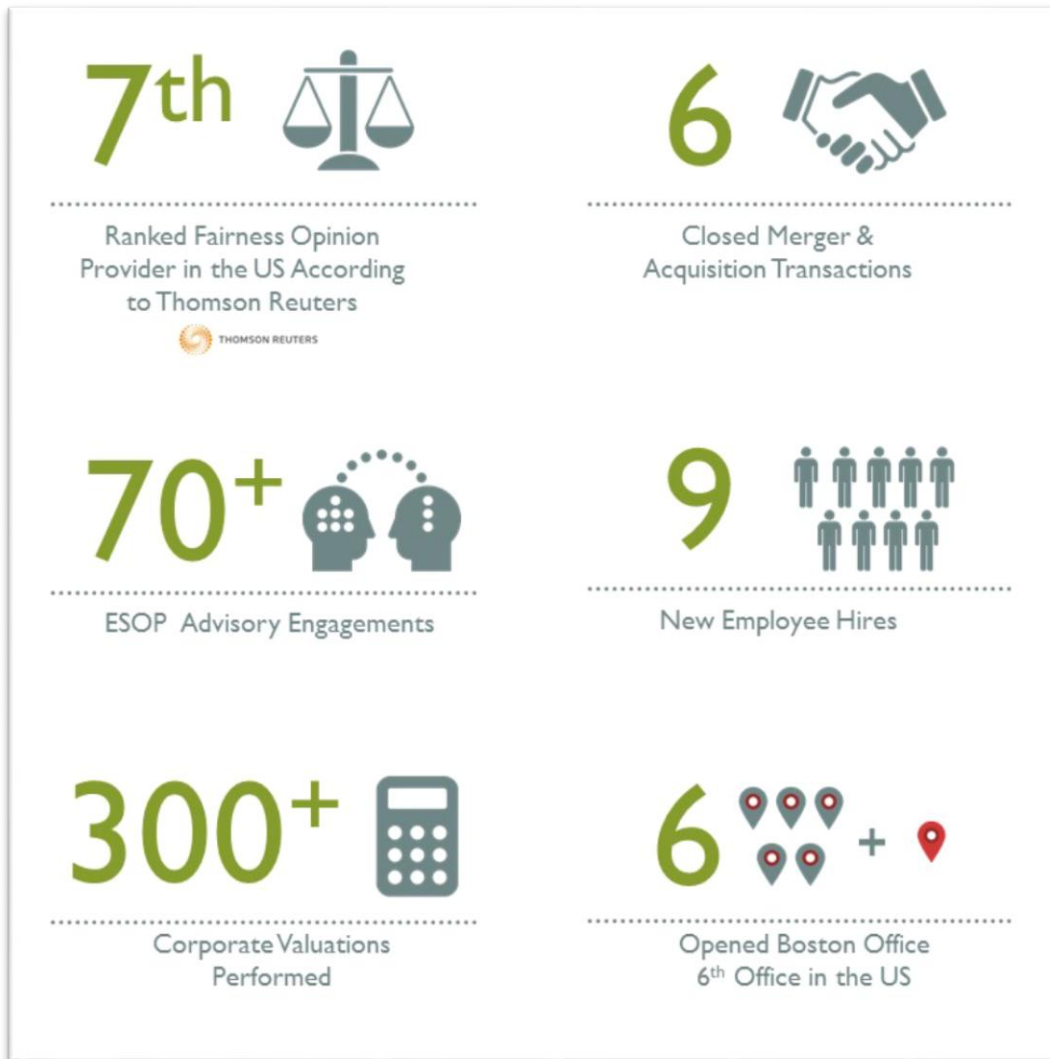 7th
Ranked Fairness Opinion
Provider in the US According
to Thomson Reuters
THOMSON REUTERS
6
Closed Merger &
Acquisition Transactions
70+
ESOP Advisory Engagements
9
New Employee Hires
300+
Corporate Valuations
Performed
6 +
Opened Boston Office
6th Office in the US